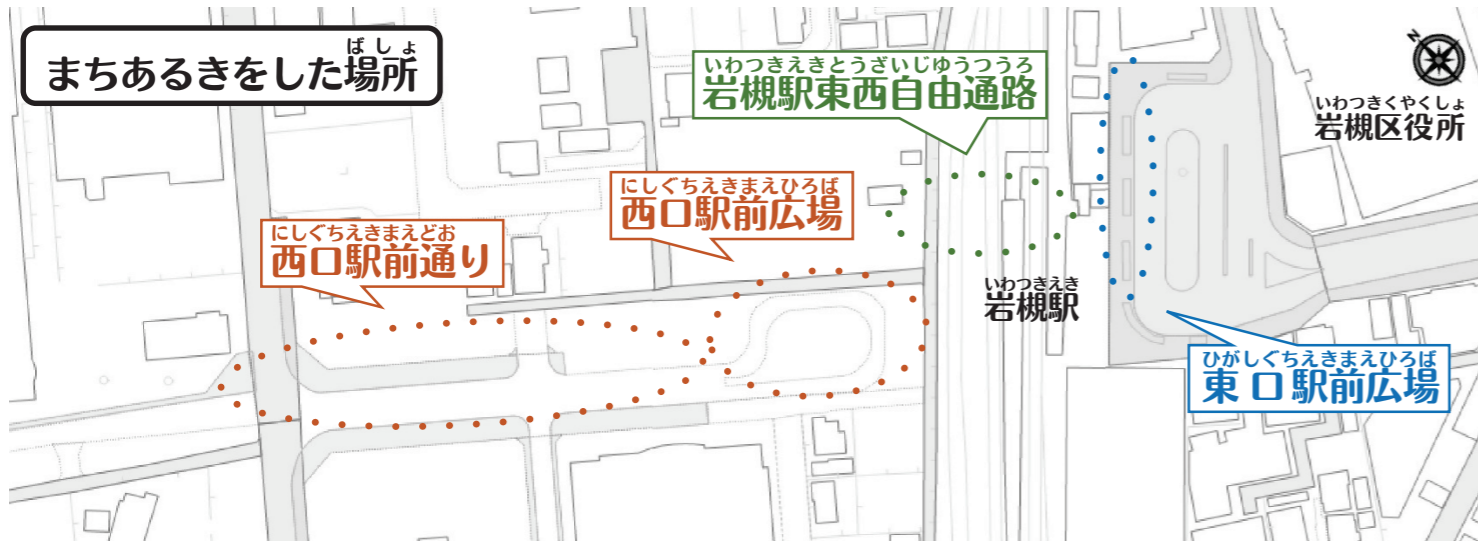 ばしょ
まちあるきをした場所
いわつきえきとうざいじゆうつうろ
岩槻駅東西自由通路
N
いわつきくやくしょ
岩槻区役所
にしぐちえきまえひろば
西口駅前広場
にしぐちえきまえどお
西口駅前通り
いわつきえき
岩槻駅
ひがしぐちえきまえひろば
東口駅前広場